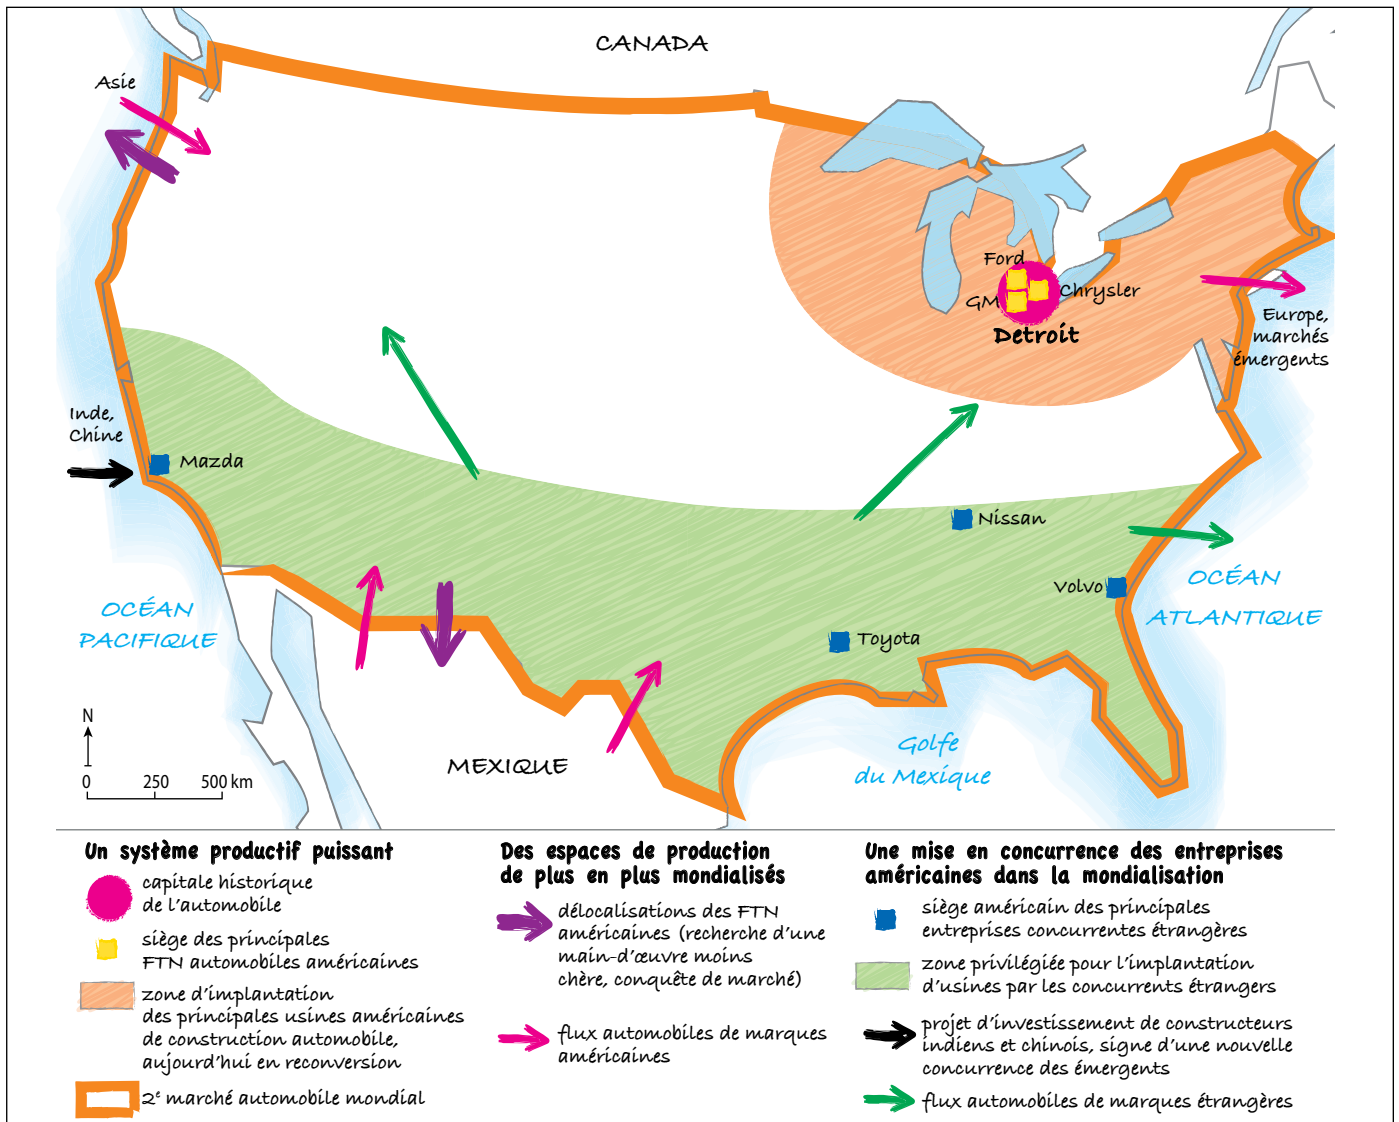 CANADA
Asie
Ford
GM
Chrysler
Detroit
Europe,
marchés
émergents
Inde,
Chine
Mazda
Nissan
Volvo
Toyota
OCÉAN
PACIFIQUE
OCÉAN
ATLANTIQUE
Golfe
du Mexique
MEXIQUE
N
0 250 500 km
Un système productif puissant
capitale historique
de l'automobile
siège des principales
FTN automobiles américaines
zone d'implantation
des principales usines américaines
de construction automobile,
aujourd'hui en reconversion
2e marché automobile mondial
Des espaces de production
de plus en plus mondialisés
délocalisations des FTN
américaines (recherche d'une
main-d'œuvre moins
chère, conquête de marché)
flux automobiles de marques
américaines
Une mise en concurrence des entreprises
américaines dans la mondialisation
siège américain des principales
entreprises concurrentes étrangères
zone privilégiée pour l'implantation
d'usines par les concurrents étrangers
projet d'investissement de constructeurs
indiens et chinois, signe d'une nouvelle
concurrence des émergents
flux automobiles de marques étrangères